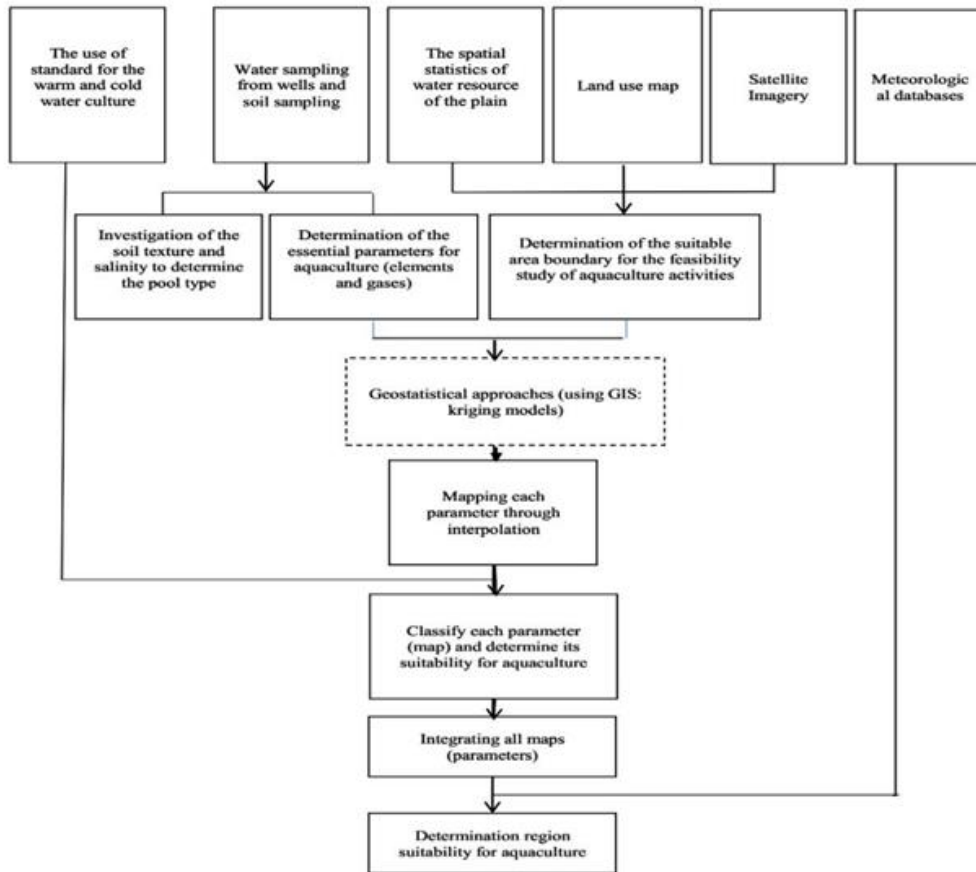 The use of
standard for the
warm and cold
water culture
Water sampling
from wells and
soil sampling
The spatial
statistics of
water resource
of the plain
Land use map
Satellite
Imagery
Meteorologic
al databases
Investigation of the
soil texture and
salinity to determine
the pool type
Determination of the
essential parameters for
aquaculture (elements
and gases)
Determination of the suitable
area boundary for the feasibility
study of aquaculture activities
Geostatistical approaches (using GIS:
kriging models)
Mapping each
parameter through
interpolation
Classify each parameter
(map) and determine its
suitability for aquaculture
Integrating all maps
(parameters)
Determination region
suitability for aquaculture